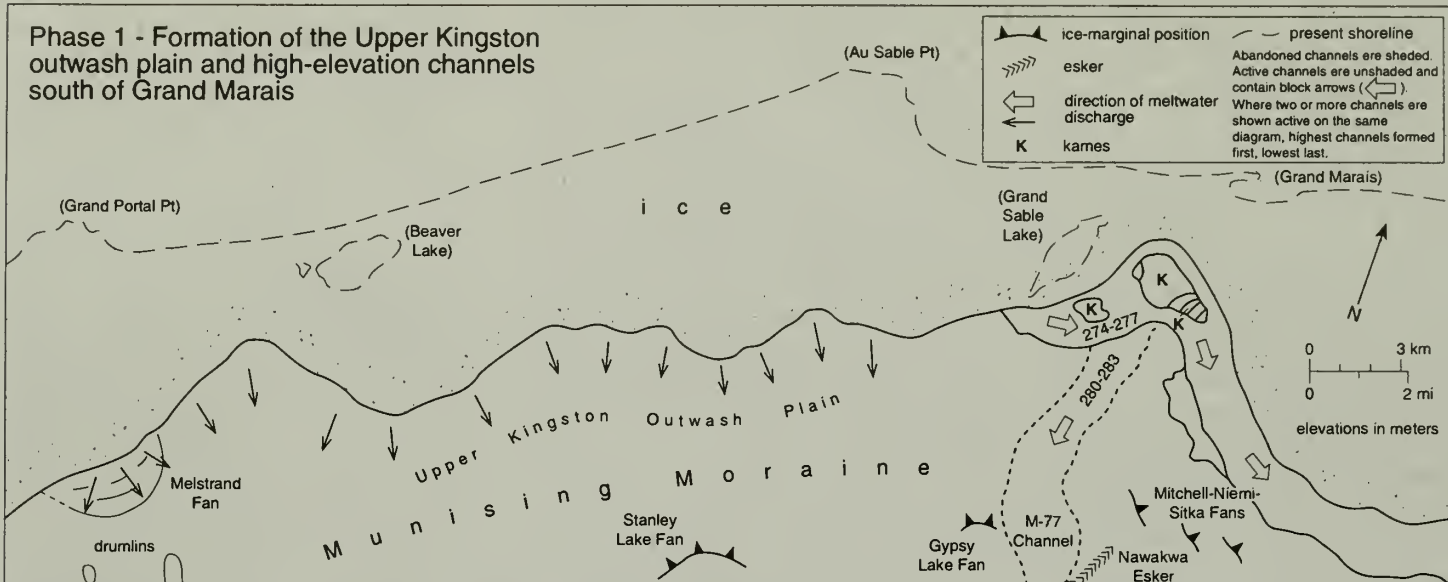 Phase 1 - Formation of the Upper Kingston
outwash plain and high-elevation channels
south of Grand Marais
ice-marginal position
esker
direction of meltwater
discharge
K kames
present shoreline
Abandoned channels are sheded.
Active channels are unshaded and
contain block arrows ( ).
Where two or more channels are
shown active on the same
diagram, highest channels formed
first, lowest last.
(Au Sable Pt)
(Grand Marais)
(Grand Portal Pt)
(Beaver
Lake)
ice
(Grand
Sable
Lake)
K
K
K
274-277
280-283
N
0 3 km
0 2 mi
elevations in meters
Upper Kingston Outwash Plain
Munising Moraine
Melstrand
Fan
drumlins
Stanley
Lake Fan
Gypsy
Lake Fan
M-77
Channel
Mitchell-Niemi-
Sitka Fans
Nawakwa
Esker